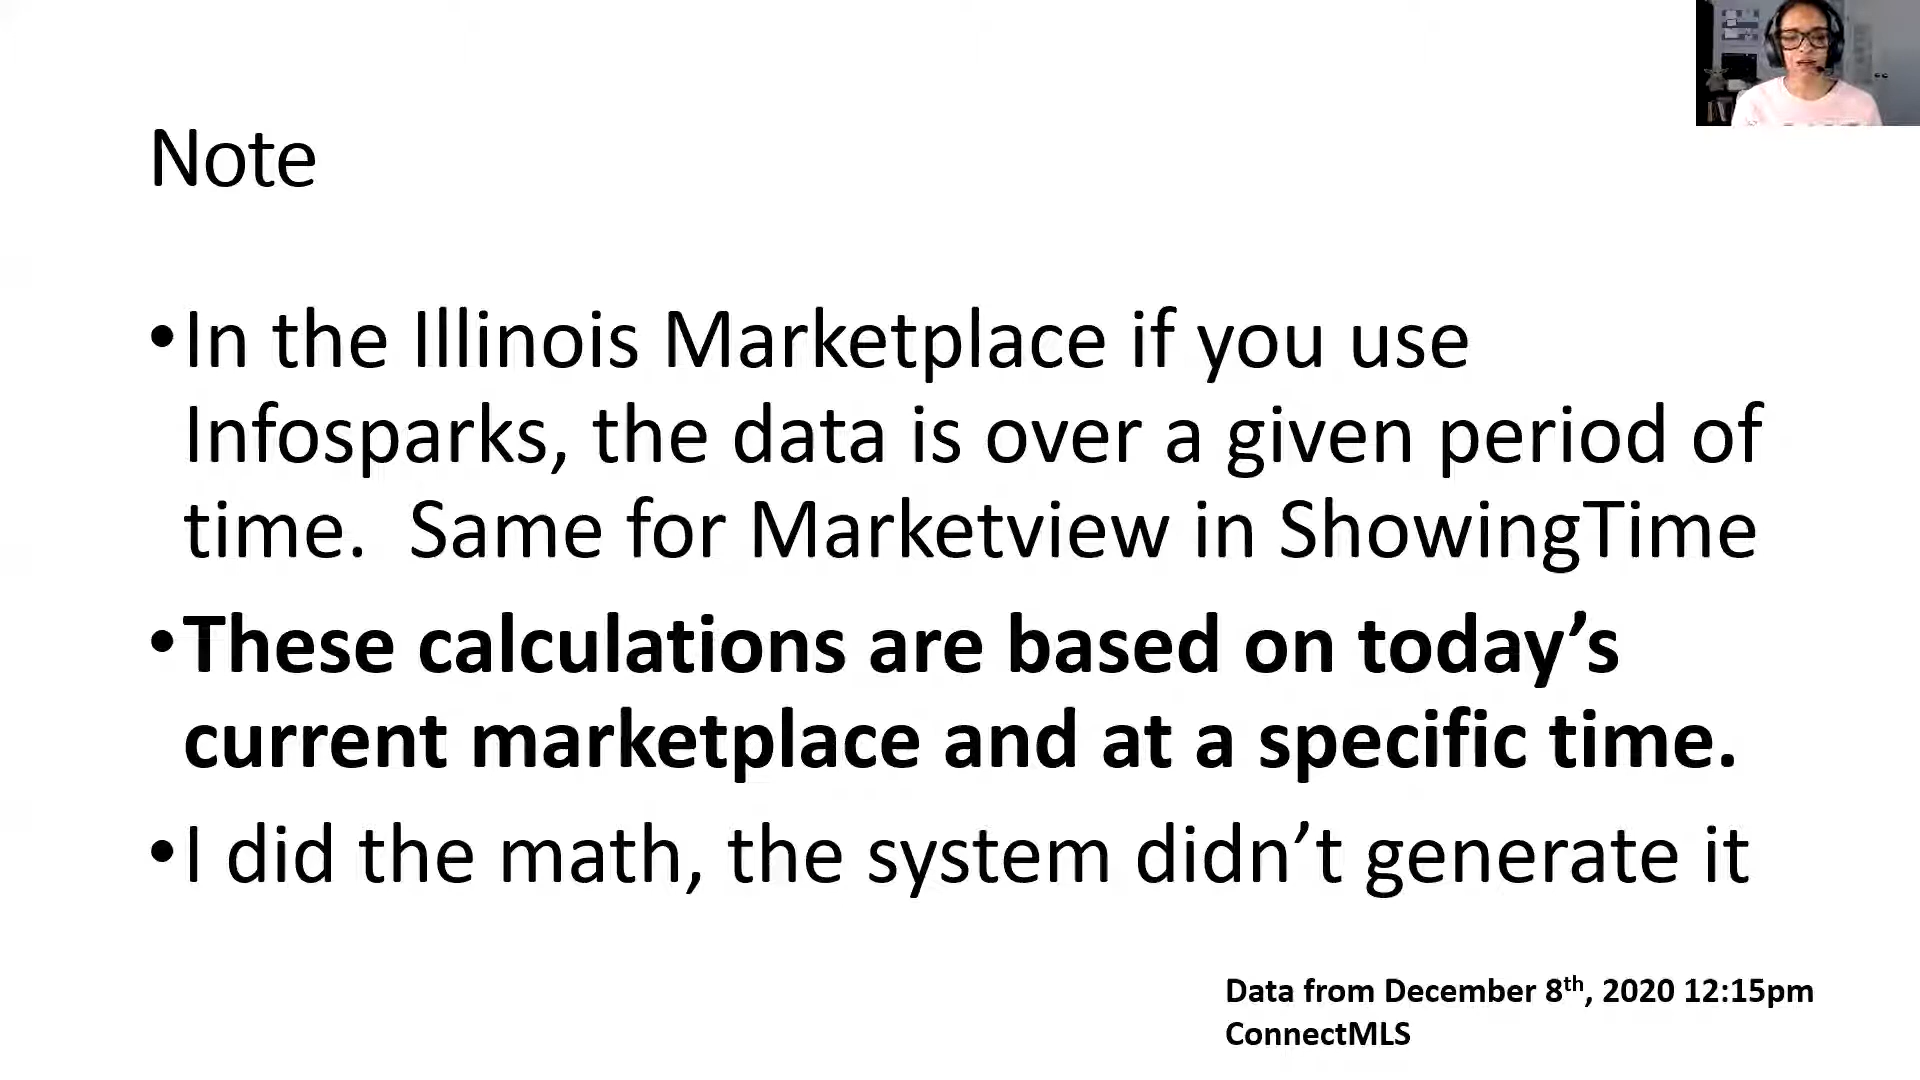 Note
•In the Illinois Marketplace if you use
Infosparks, the data is over a given period of
time.  Same for Marketview in ShowingTime
•These calculations are based on today’s
current marketplace and at a specific time.
•I did the math, the system didn’t generate it
Data from December 8th, 2020 12:15pm
ConnectMLS